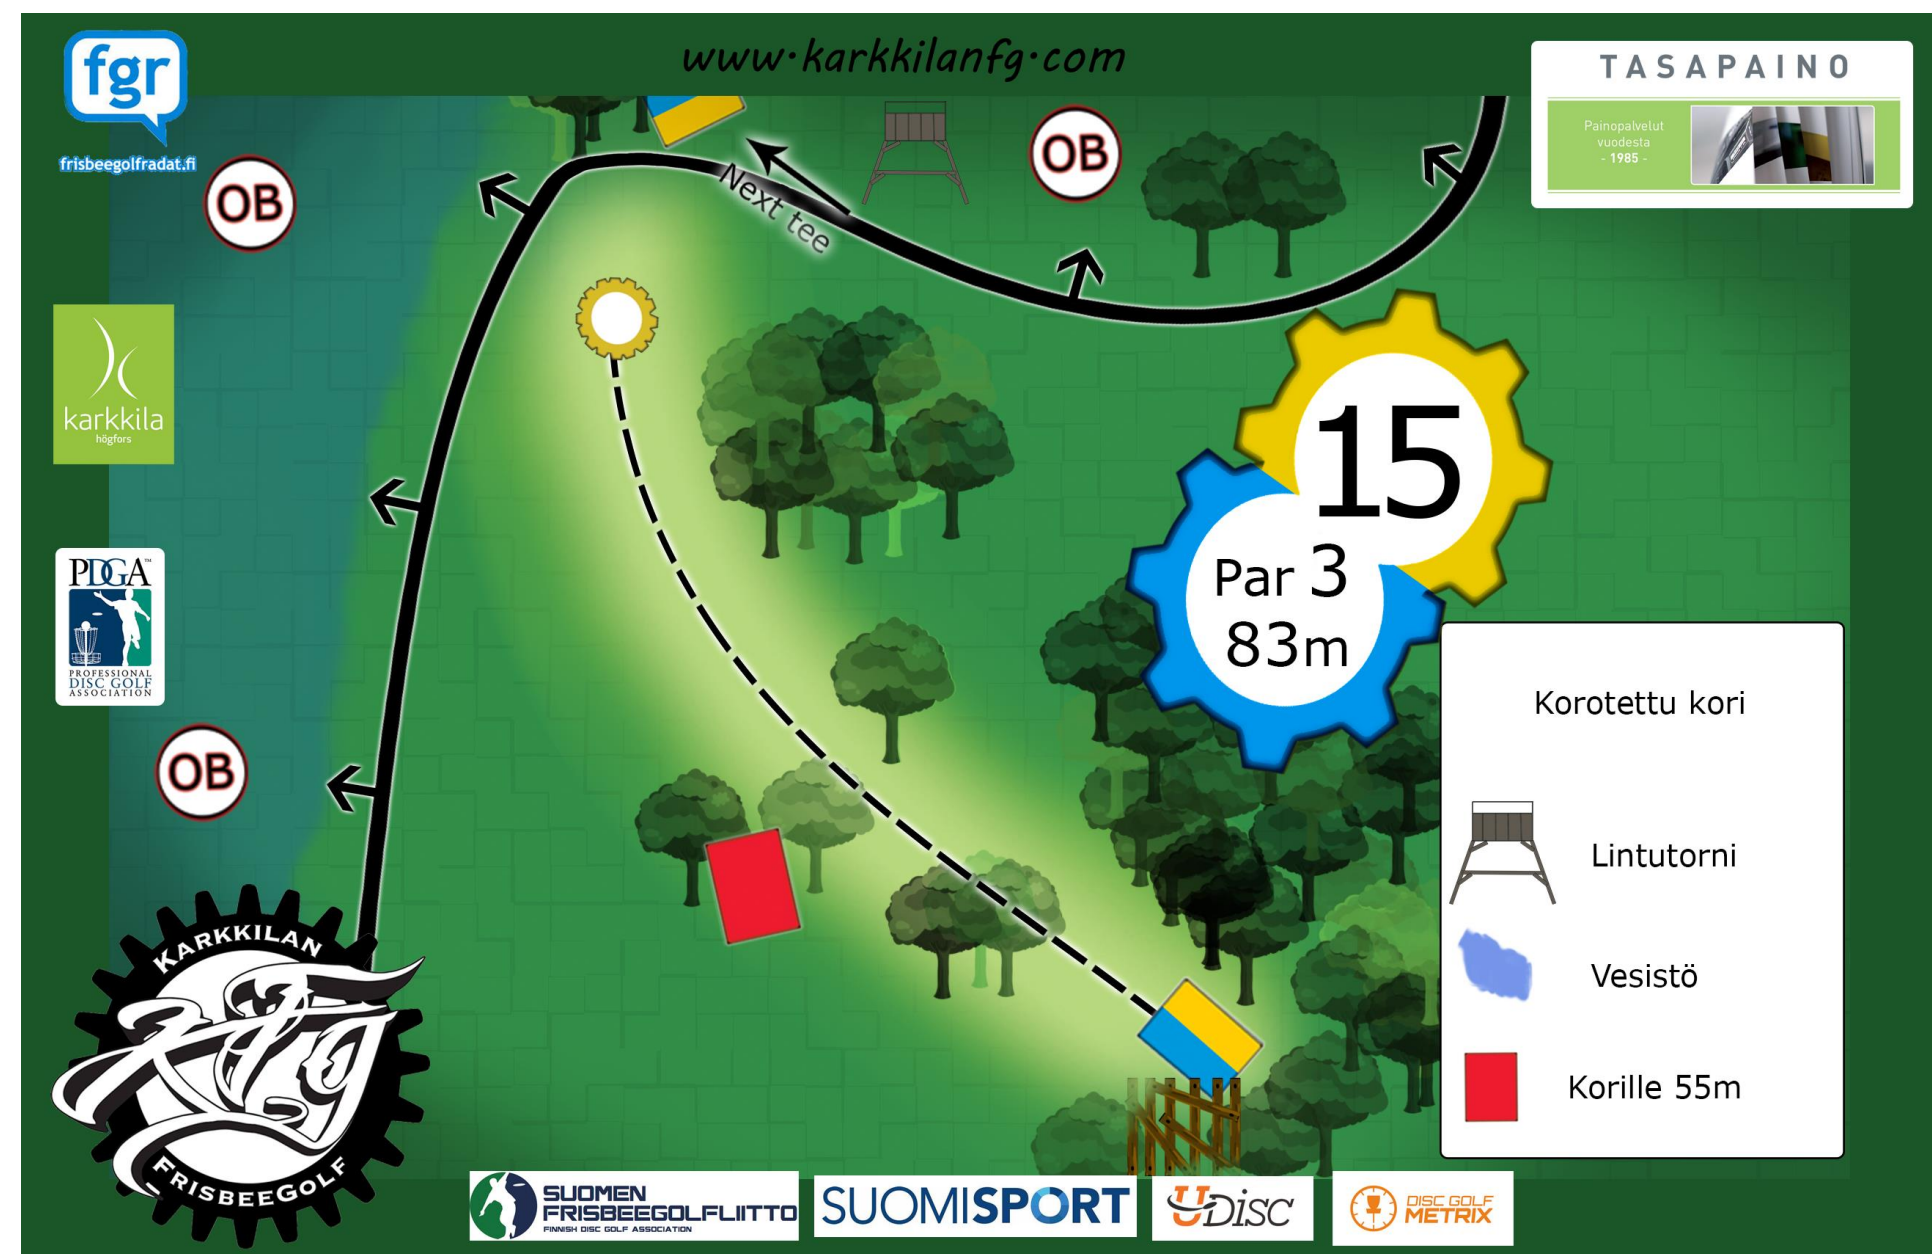 fgr
frisbeegolfradat.fi
www.karkkilanfg.com
TASAPAINO
Painopalvelut
vuodesta
- 1985 -
OB
OB
Next tee
karkkila
högfors
15
Par 3
83m
PDGA™
PROFESSIONAL
DISC GOLF
ASSOCIATION
OB
Korotettu kori
Lintutorni
Vesistö
Korille 55m
KARKKILAN
KFG
FRISBEEGOLF
SUOMEN
FRISBEEGOLFLIITTO
FINNISH DISC GOLF ASSOCIATION
SUOMISPORT
UDisc
DISC GOLF
METRIX